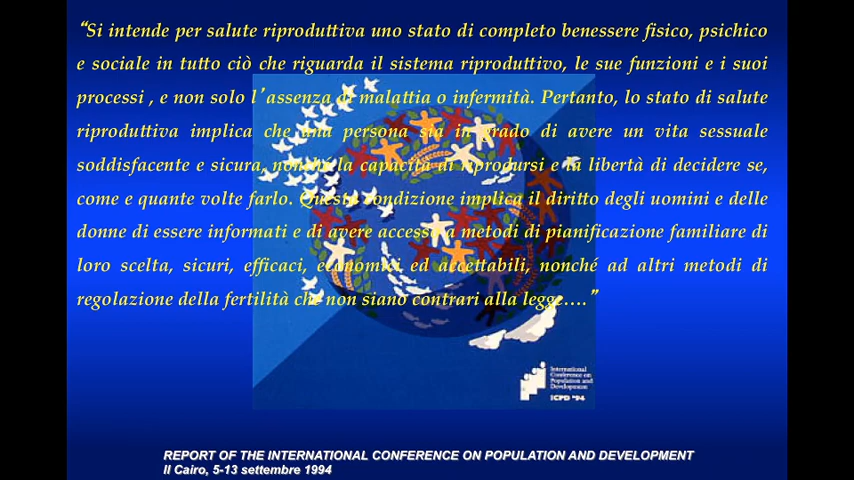 “Si intende per salute riproduttiva uno stato di completo benessere fisico, psichico
e sociale in tutto ciò che riguarda il sistema riproduttivo, le sue funzioni e i suoi
processi , e non solo l’assenza di malattia o infermità. Pertanto, lo stato di salute
riproduttiva implica che una persona sia in grado di avere un vita sessuale
soddisfacente e sicura, nonché la capacità di riprodursi e la libertà di decidere se,
come e quante volte farlo. Questa condizione implica il diritto degli uomini e delle
donne di essere informati e di avere accesso a metodi di pianificazione familiare di
loro scelta, sicuri, efficaci, economici ed accettabili, nonché ad altri metodi di
regolazione della fertilità che non siano contrari alla legge….”
International
Conference on
Population and
Development
ICPD '94
REPORT OF THE INTERNATIONAL CONFERENCE ON POPULATION AND DEVELOPMENT
Il Cairo, 5-13 settembre 1994